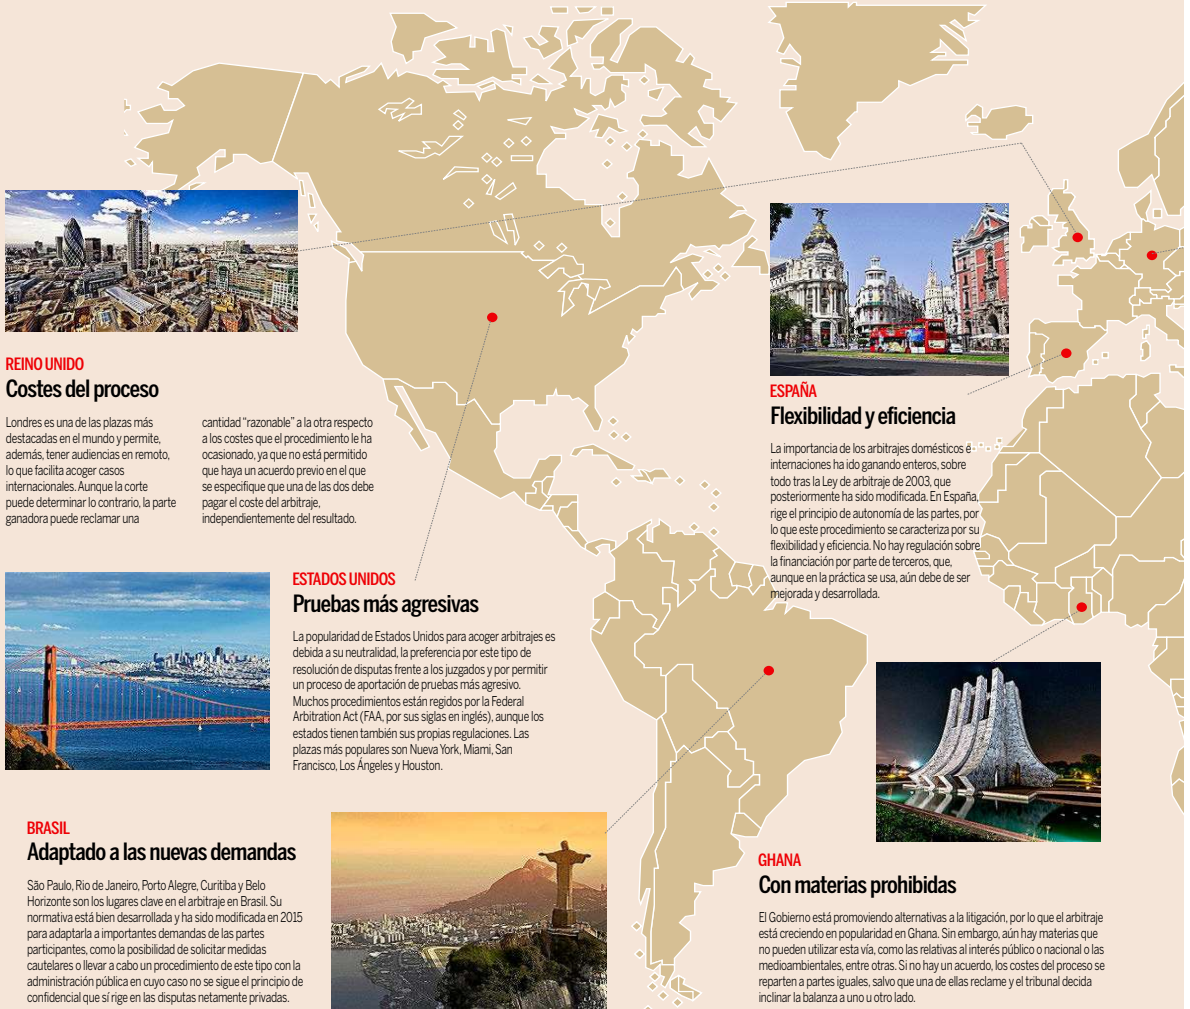 REINO UNIDO
Costes del proceso
Londres es una de las plazas más
destacadas en el mundo y permite,
además, tener audiencias en remoto,
lo que facilita acoger casos
internacionales. Aunque la corte
puede determinar lo contrario, la parte
ganadora puede reclamar una
cantidad “razonable” a la otra respecto
a los costes que el procedimiento le ha
ocasionado, ya que no está permitido
que haya un acuerdo previo en el que
se especifique que una de las dos debe
pagar el coste del arbitraje,
independientemente del resultado.
ESPAÑA
Flexibilidad y eficiencia
La importancia de los arbitrajes domésticos e
internaciones ha ido ganando enteros, sobre
todo tras la Ley de arbitraje de 2003, que
posteriormente ha sido modificada. En España,
rige el principio de autonomía de las partes, por
lo que este procedimiento se caracteriza por su
flexibilidad y eficiencia. No hay regulación sobre
la financiación por parte de terceros, que,
aunque en la práctica se usa, aún debe de ser
mejorada y desarrollada.
ESTADOS UNIDOS
Pruebas más agresivas
La popularidad de Estados Unidos para acoger arbitrajes es
debida a su neutralidad, la preferencia por este tipo de
resolución de disputas frente a los juzgados y por permitir
un proceso de aportación de pruebas más agresivo.
Muchos procedimientos están regidos por la Federal
Arbitration Act (FAA, por sus siglas en inglés), aunque los
estados tienen también sus propias regulaciones. Las
plazas más populares son Nueva York, Miami, San
Francisco, Los Ángeles y Houston.
BRASIL
Adaptado a las nuevas demandas
São Paulo, Rio de Janeiro, Porto Alegre, Curitiba y Belo
Horizonte son los lugares clave en el arbitraje en Brasil. Su
normativa está bien desarrollada y ha sido modificada en 2015
para adaptarla a importantes demandas de las partes
participantes, como la posibilidad de solicitar medidas
cautelares o llevar a cabo un procedimiento de este tipo con la
administración pública en cuyo caso no se sigue el principio de
confidencial que sí rige en las disputas netamente privadas.
GHANA
Con materias prohibidas
El Gobierno está promoviendo alternativas a la litigación, por lo que el arbitraje
está creciendo en popularidad en Ghana. Sin embargo, aún hay materias que
no pueden utilizar esta vía, como las relativas al interés público o nacional o las
medioambientales, entre otras. Si no hay un acuerdo, los costes del proceso se
reparten a partes iguales, salvo que una de ellas reclame y el tribunal decida
inclinar la balanza a uno u otro lado.